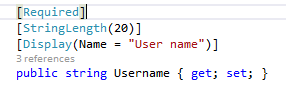 [Required]
[StringLength(20)]
[Display(Name = "User name")]
3 references
public string Username { get; set; }